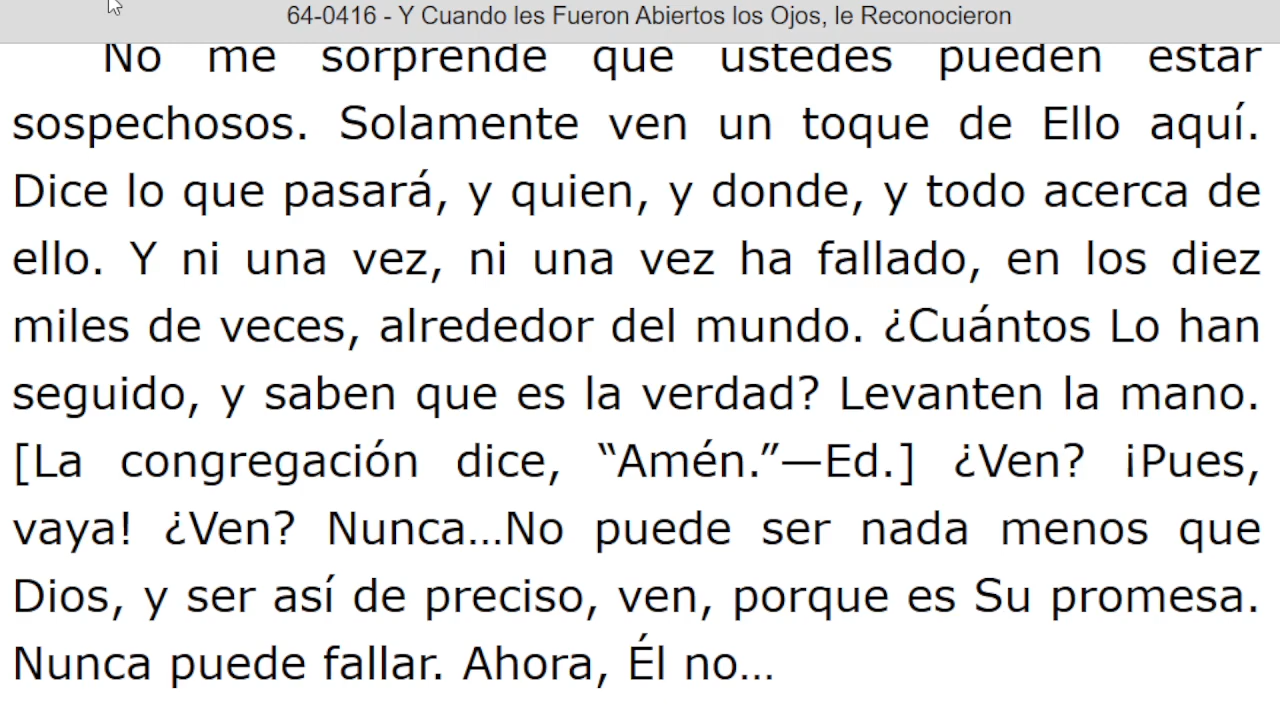 64-0416 - Y Cuando les Fueron Abiertos los Ojos, le Reconocieron
No me sorprende que ustedes pueden estar
sospechosos. Solamente ven un toque de Ello aquí.
Dice lo que pasará, y quien, y donde, y todo acerca de
ello. Y ni una vez, ni una vez ha fallado, en los diez
miles de veces, alrededor del mundo. ¿Cuántos Lo han
seguido, y saben que es la verdad? Levanten la mano.
[La congregación dice, “Amén.”—Ed.] ¿Ven? ¡Pues,
vaya! ¿Ven? Nunca...No puede ser nada menos que
Dios, y ser así de preciso, ven, porque es Su promesa.
Nunca puede fallar. Ahora, Él no...